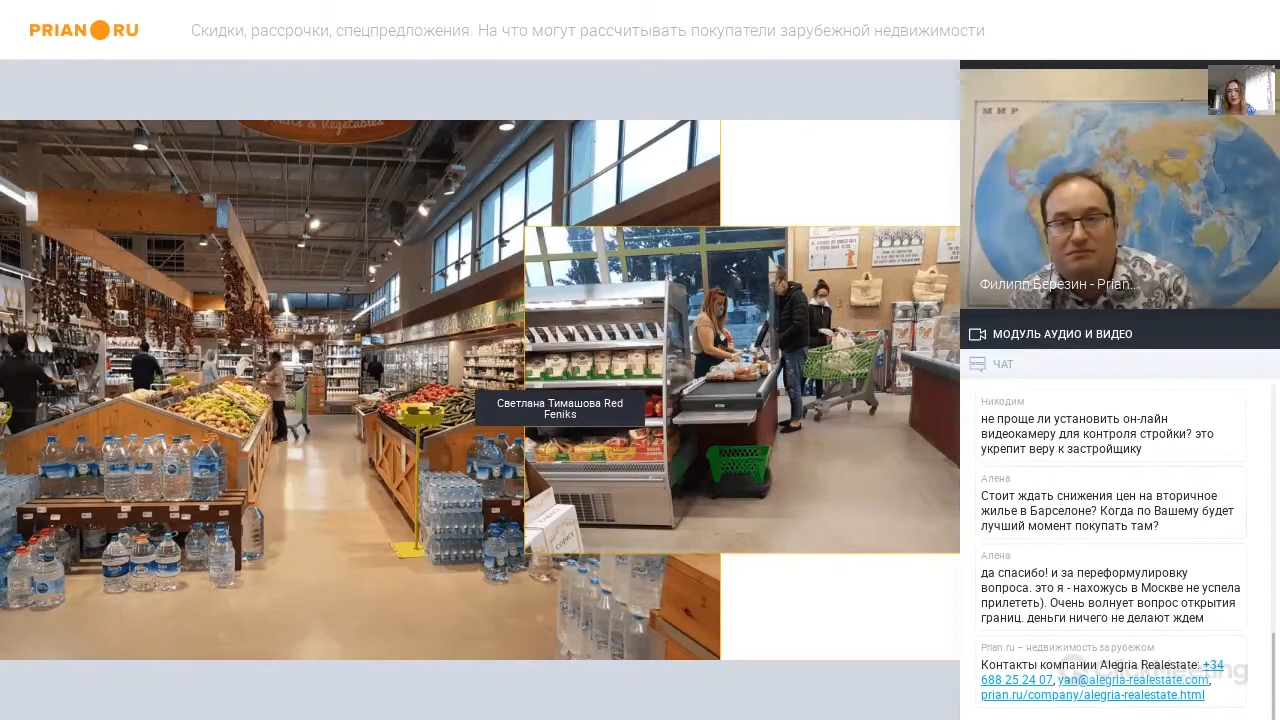 PRIAN RU
Скидки, рассрочки, спецпредложения. На что могут рассчитывать покупатели зарубежной недвижимости
& Vegetables
МИР
Филипп Березин - Prian...
МОДУЛЬ АУДИО И ВИДЕО
ЧАТ
Светлана Тимашова Red
Feniks
Никодим
не проще ли установить он-лайн
видеокамеру для контроля стройки? это
укрепит веру к застройщику
Алена
Стоит ждать снижения цен на вторичное
жилье в Барселоне? Когда по Вашему будет
лучший момент покупать там?
Алена
да спасибо! и за переформулировку
вопроса. это я - нахожусь в Москве не успела
прилететь). Очень волнует вопрос открытия
границ. деньги ничего не делают ждем
Prian.ru – недвижимость за рубежом
Контакты компании Alegria Realestate: +34
688 25 24 07, yan@alegria-realestate.com,
prian.ru/company/alegria-realestate.html